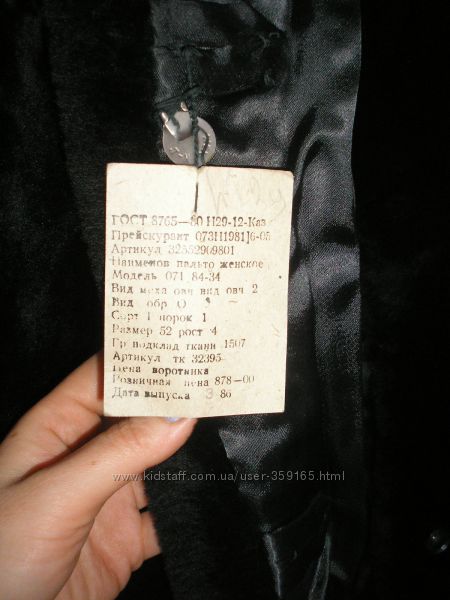 ГОСТ 8765—80 Н29-12-Каз
Прейскурант 073Н1981]6-05
Артикул 32352909801
Наименов пальто женское
Модель 071 84-34
Вид меха овч вид овч 2
Вид обр О
Сорт 1 порок 1
Размер 52 рост 4
Гр подклад ткани 1507
Артикул тк 32395
Цена воротника
Розничная цена 878—00
Дата выпуска 3 86
www.kidstaff.com.ua/user-359165.html